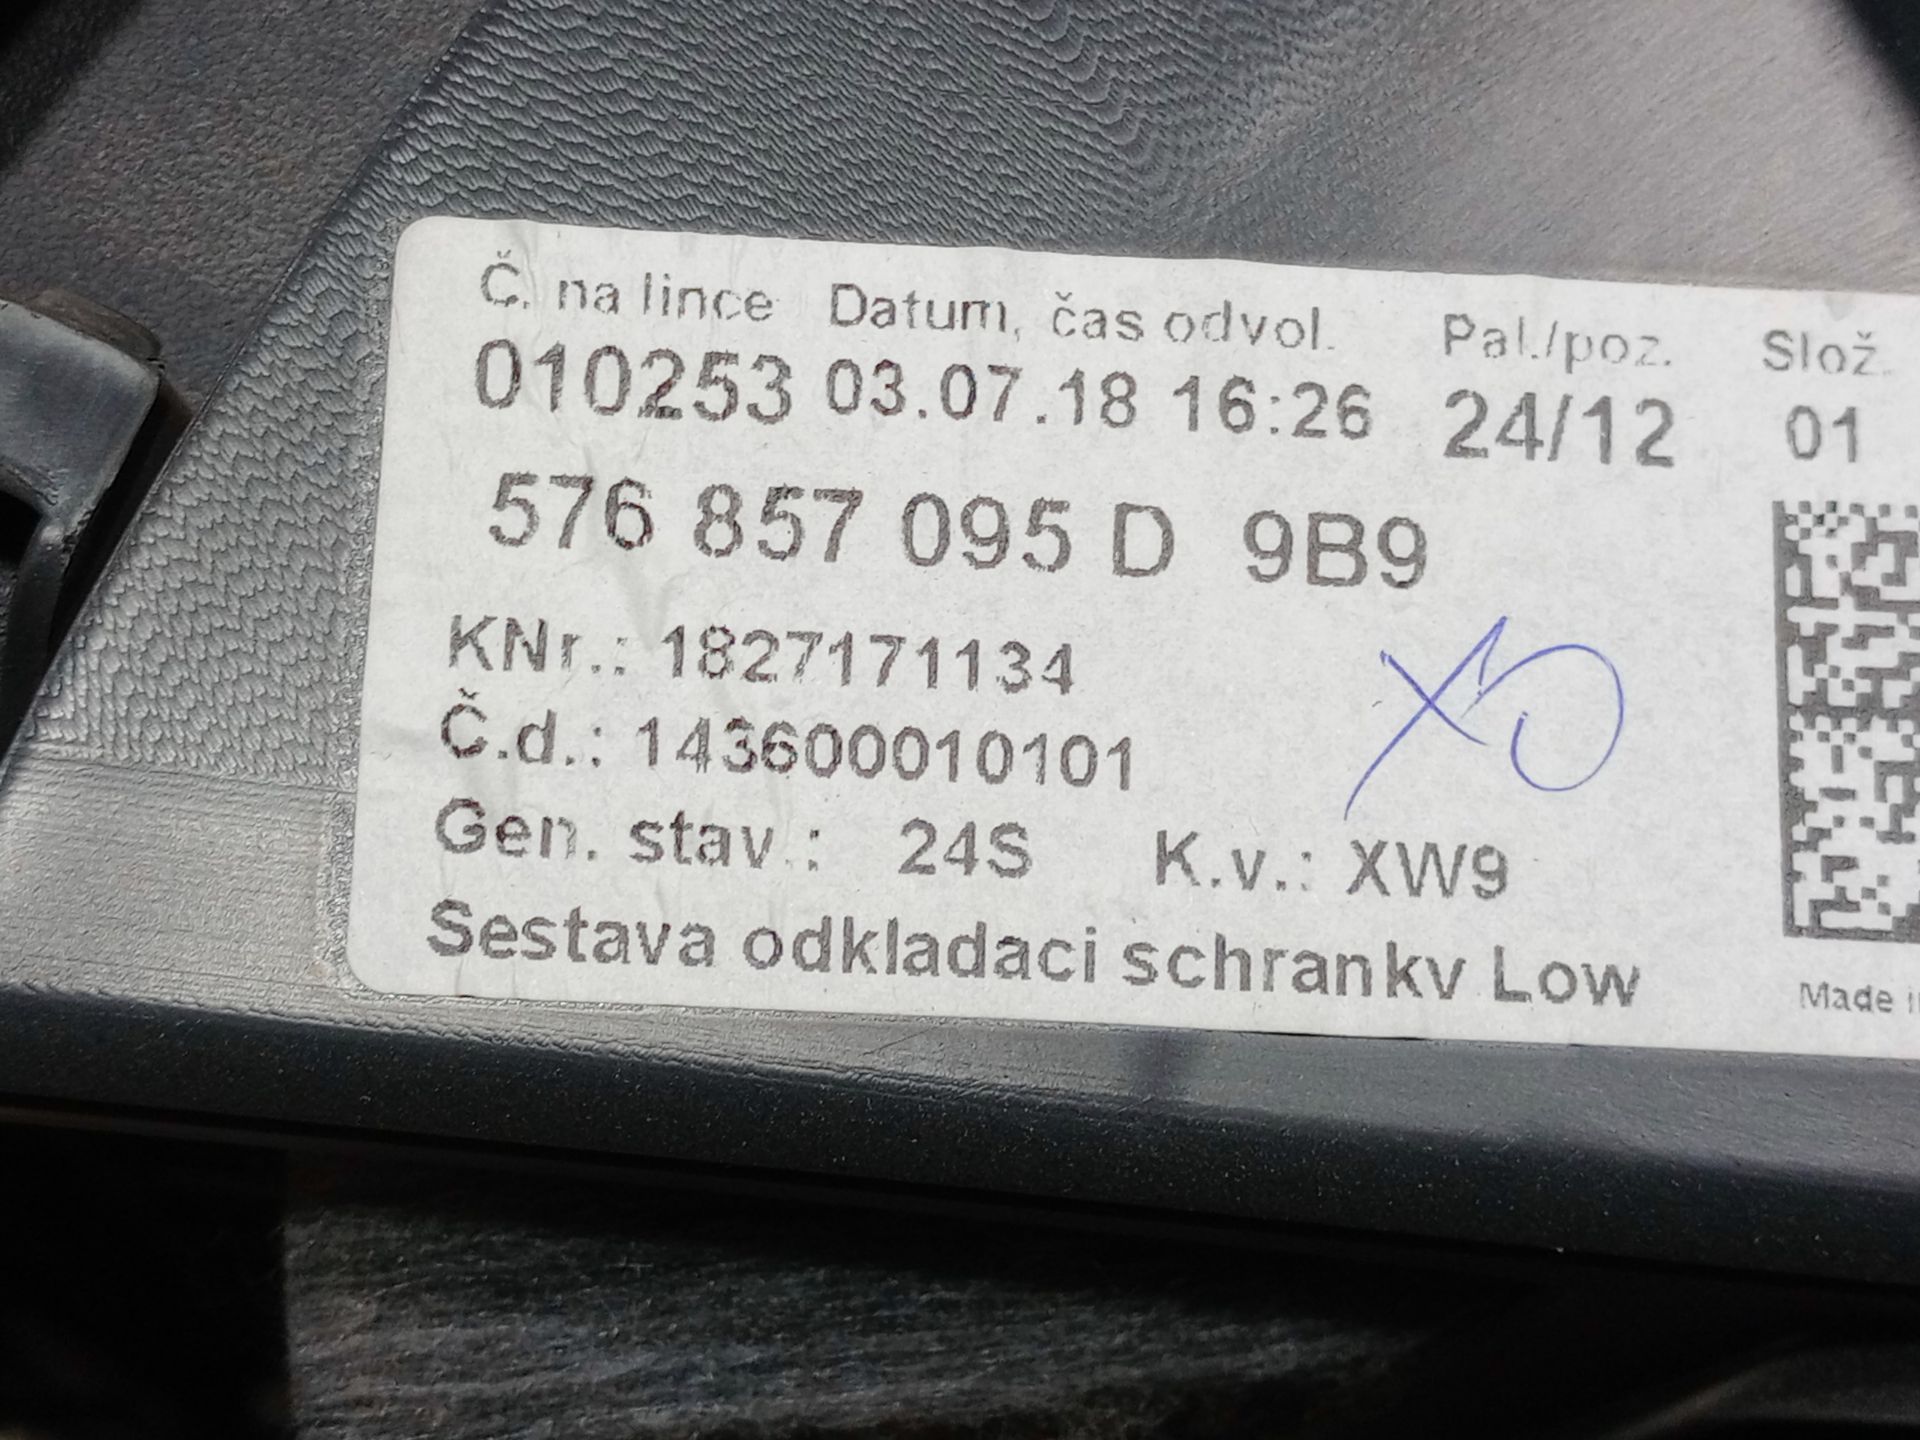 Č. na lince Datum, čas odvol. Pal./poz. Slož.
010253 03.07.18 16:26 24/12 01
576 857 095 D 9B9
KNr.: 1827171134
Č.d.: 143600010101
Gen. stav.: 24S K.v.: XW9
Sestava odkladaci schrankv Low
Made